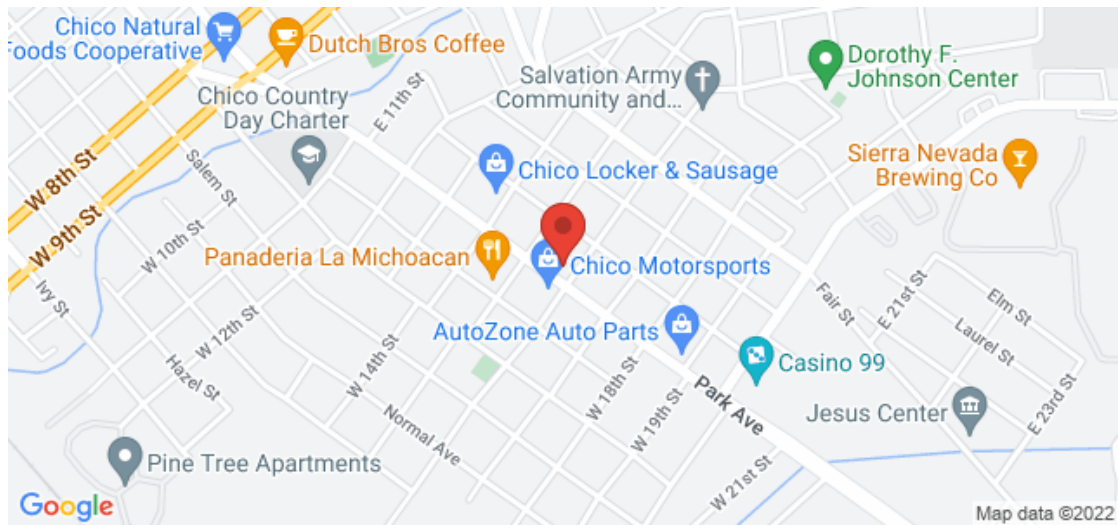 Chico Natural
Foods Cooperative
Dutch Bros Coffee
Chico Country
Day Charter
E 11th St
Salvation Army
Community and...
Dorothy F.
Johnson Center
Sierra Nevada
Brewing Co
W 8th St
W 9th St
Salem St
W 10th St
Chico Locker & Sausage
Panaderia La Michoacan
Chico Motorsports
Ivy St
W 12th St
Hazel St
W 14th St
AutoZone Auto Parts
Fair St
E 21st St
Elm St
Laurel St
Casino 99
W 18th St
W 19th St
Park Ave
Normal Ave
Jesus Center
E 23rd St
Pine Tree Apartments
W 21st St
Google
Map data ©2022